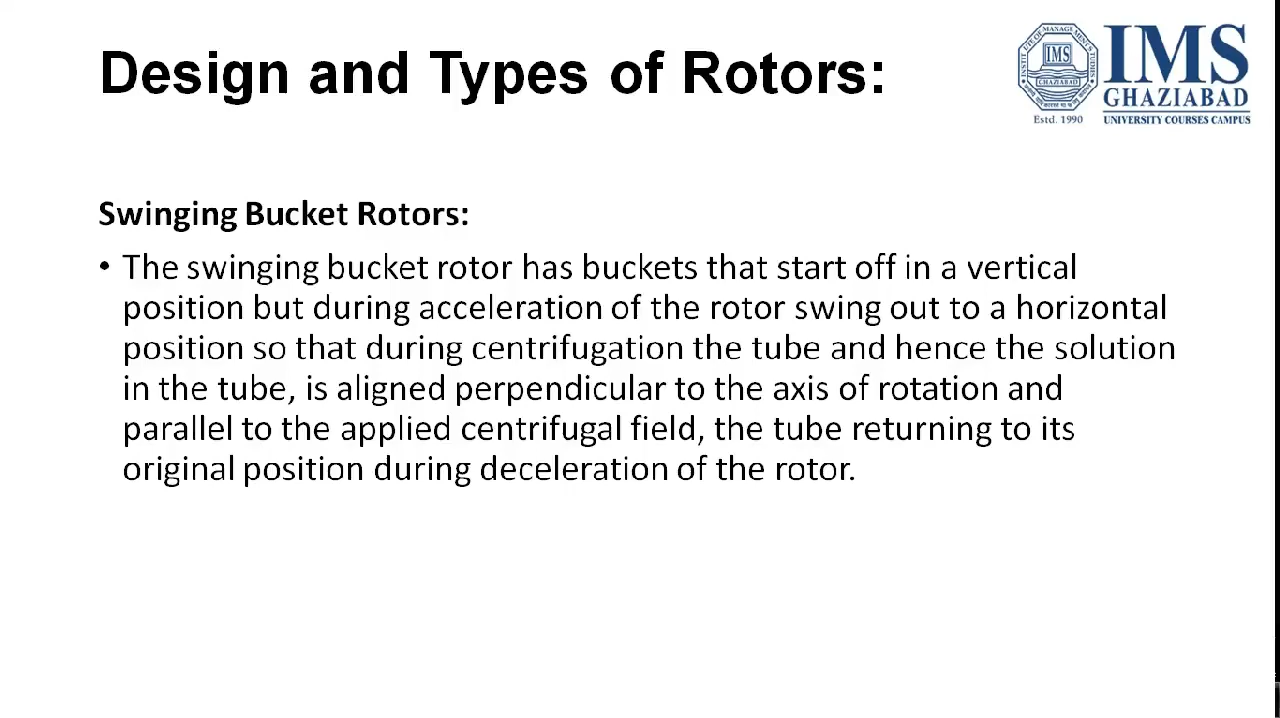 Design and Types of Rotors:
IMS
GHAZIABAD
Estd. 1990
UNIVERSITY COURSES CAMPUS
Swinging Bucket Rotors:
• The swinging bucket rotor has buckets that start off in a vertical
position but during acceleration of the rotor swing out to a horizontal
position so that during centrifugation the tube and hence the solution
in the tube, is aligned perpendicular to the axis of rotation and
parallel to the applied centrifugal field, the tube returning to its
original position during deceleration of the rotor.